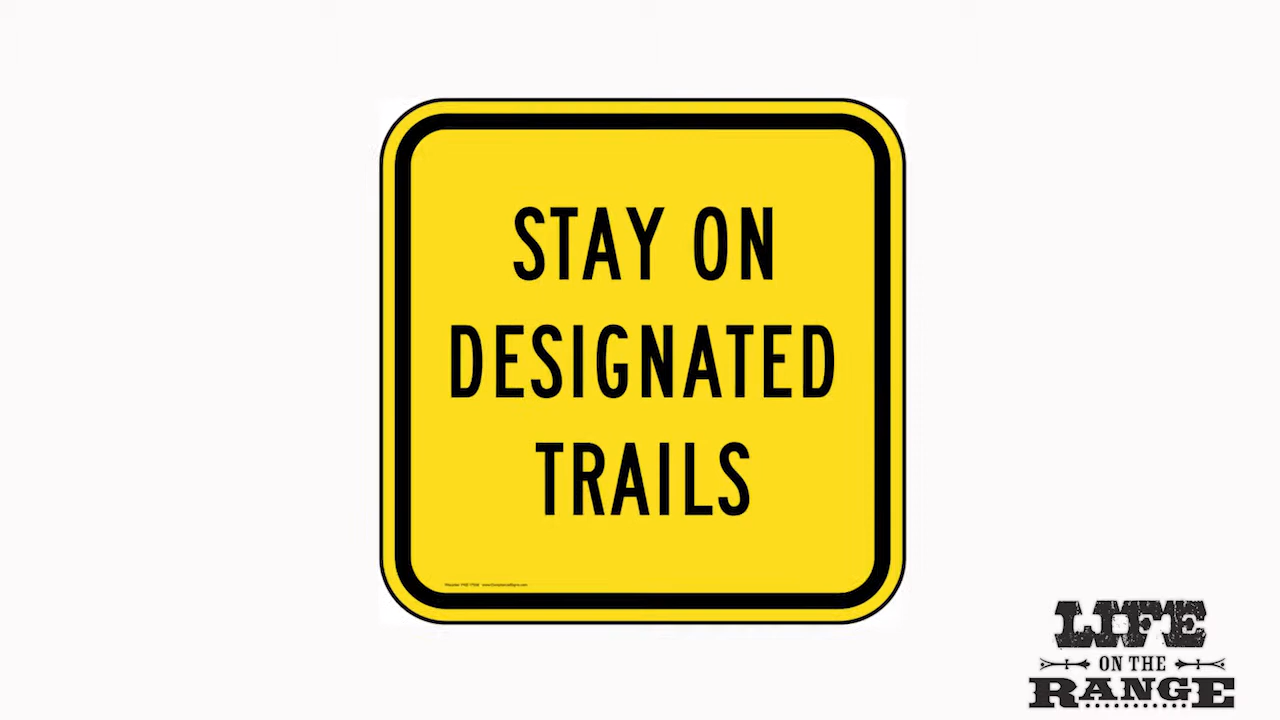 STAY ON
DESIGNATED
TRAILS
LIFE
ON THE
RANGE